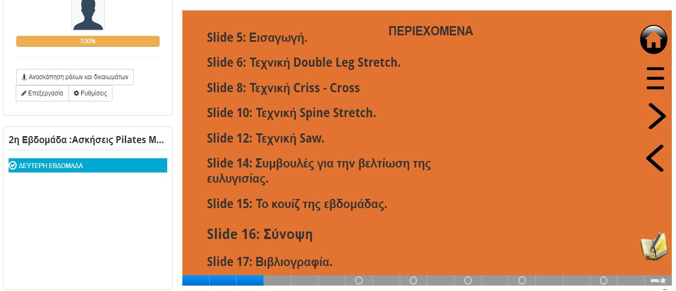 100%
Ανασκόπηση ρόλων και δικαιωμάτων
Επεξεργασία
Ρυθμίσεις
2η Εβδομάδα :Ασκήσεις Pilates M...
ΔΕΥΤΕΡΗ ΕΒΔΟΜΑΔΑ
ΠΕΡΙΕΧΟΜΕΝΑ
Slide 5: Εισαγωγή.
Slide 6: Τεχνική Double Leg Stretch.
Slide 8: Τεχνική Criss - Cross
Slide 10: Τεχνική Spine Stretch.
Slide 12: Τεχνική Saw.
Slide 14: Συμβουλές για την βελτίωση της
ευλυγισίας.
Slide 15: Το κουίζ της εβδομάδας.
Slide 16: Σύνοψη
Slide 17: Βιβλιογραφία.